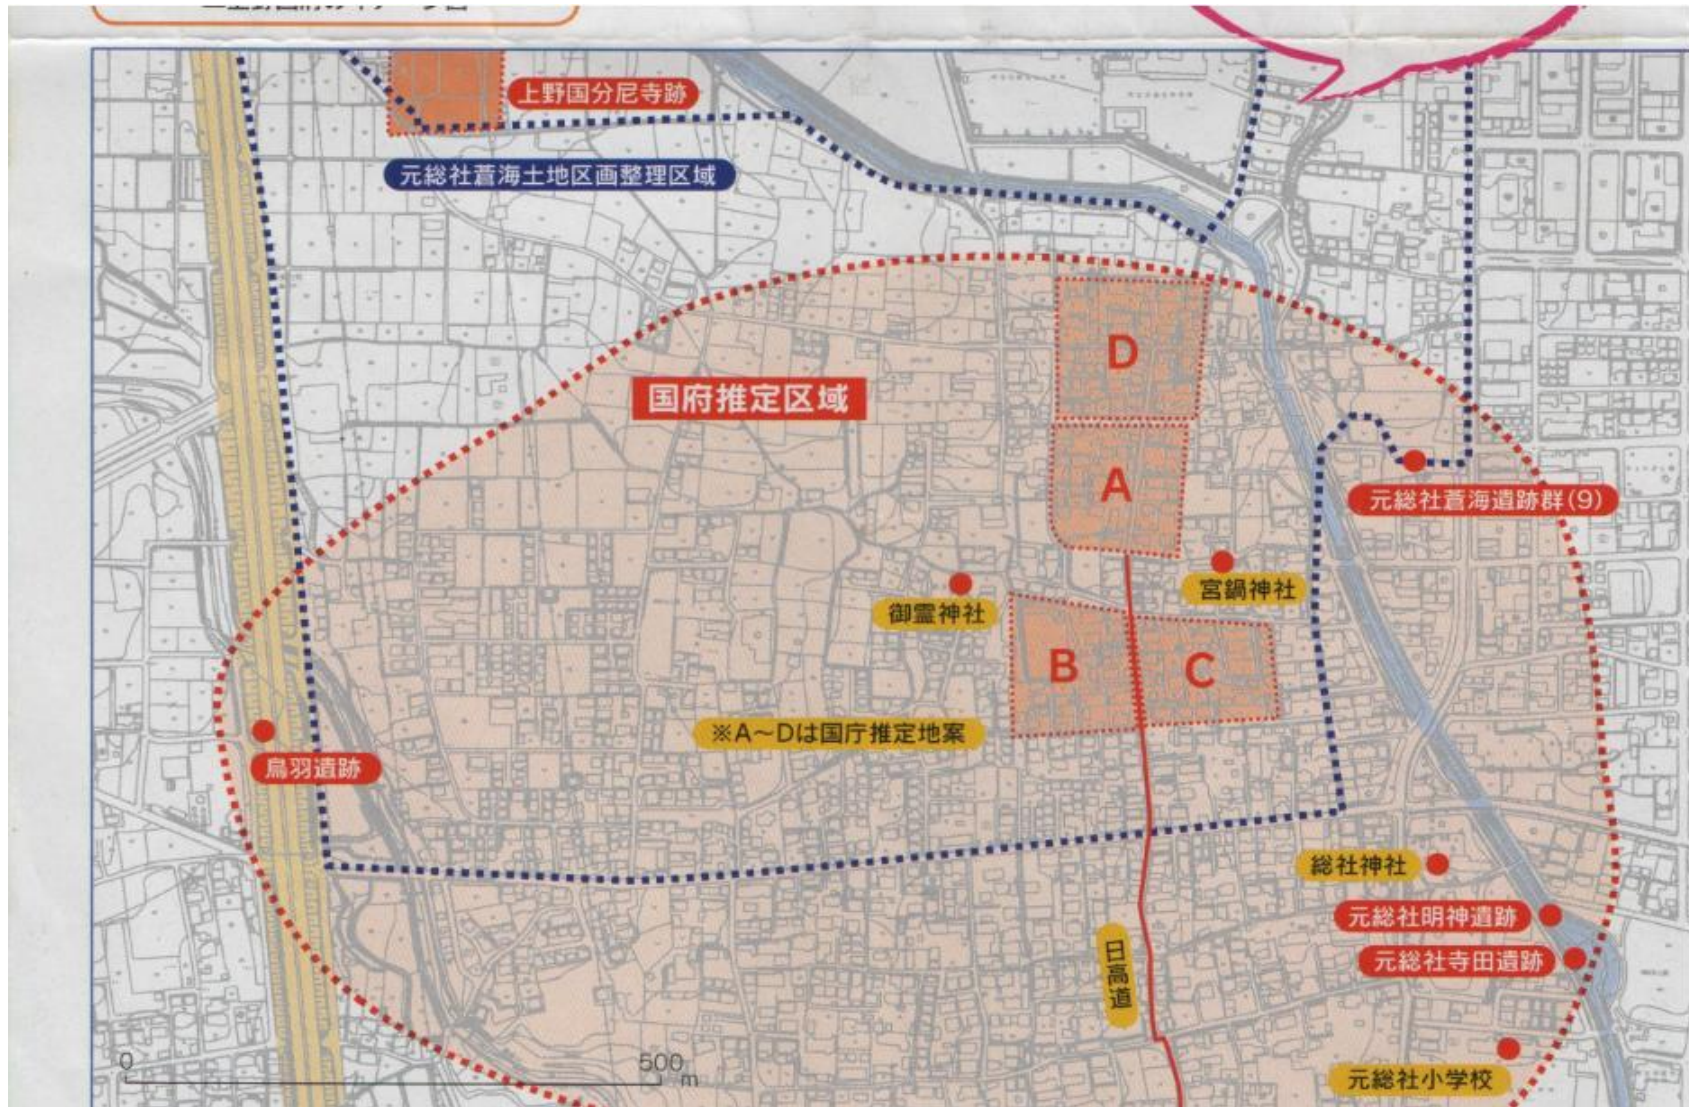 上野国分尼寺跡
元総社蒼海土地区画整理区域
D
国府推定区域
A
元総社蒼海遺跡群(9)
宮鍋神社
御霊神社
B
C
※A～Dは国庁推定地案
鳥羽遺跡
総社神社
元総社明神遺跡
元総社寺田遺跡
日高道
0
500
m
元総社小学校